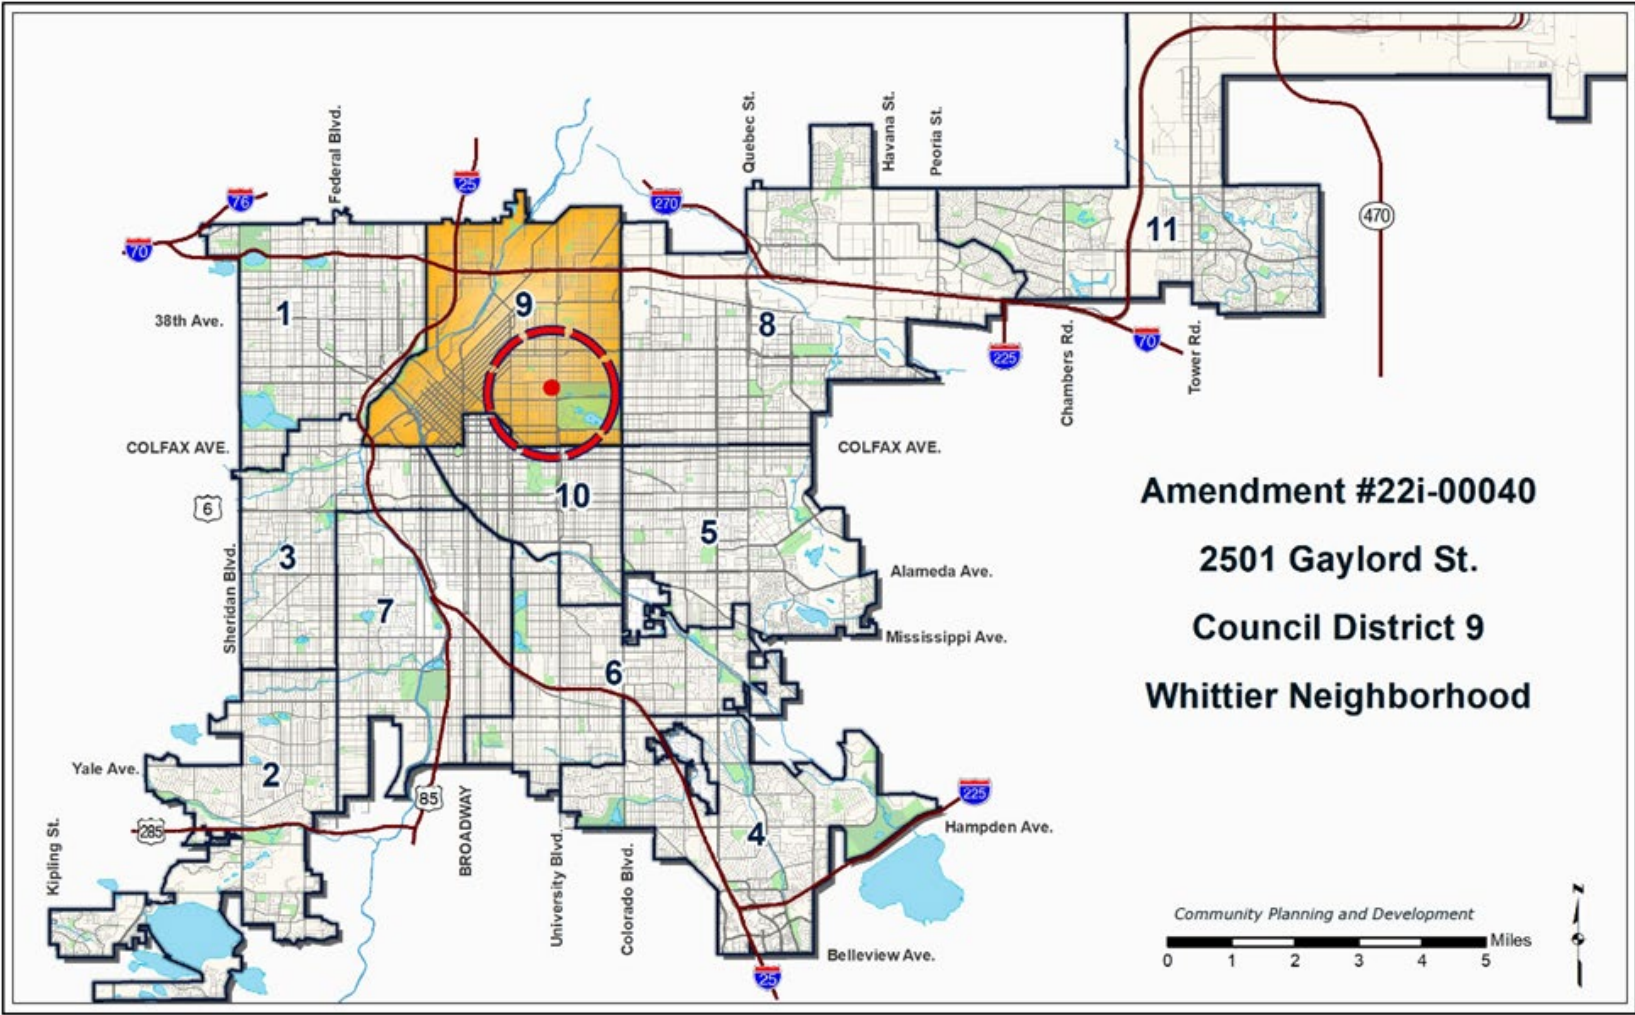 Federal Blvd.
Quebec St.
Havana St.
Peoria St.
76
25
270
70
470
11
9
1
8
38th Ave.
225
70
Chambers Rd.
Tower Rd.
COLFAX AVE.
COLFAX AVE.
10
6
5
3
Sheridan Blvd.
Alameda Ave.
7
Mississippi Ave.
6
Amendment #22i-00040
2501 Gaylord St.
Council District 9
Whittier Neighborhood
Yale Ave.
2
85
225
285
BROADWAY
Hampden Ave.
4
Kipling St.
University Blvd.
Colorado Blvd.
Belleview Ave.
25
Community Planning and Development
Miles
0 1 2 3 4 5
N